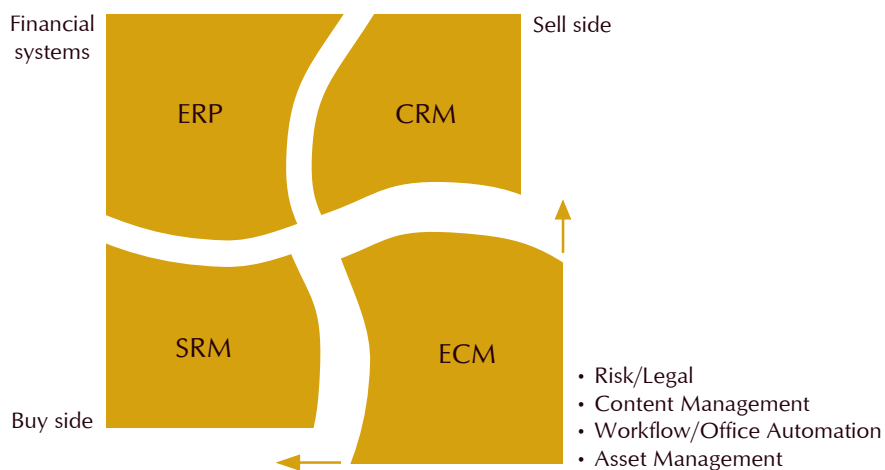 Financial
systems
Sell side
ERP
CRM
SRM
ECM
Buy side
• Risk/Legal
• Content Management
• Workflow/Office Automation
• Asset Management